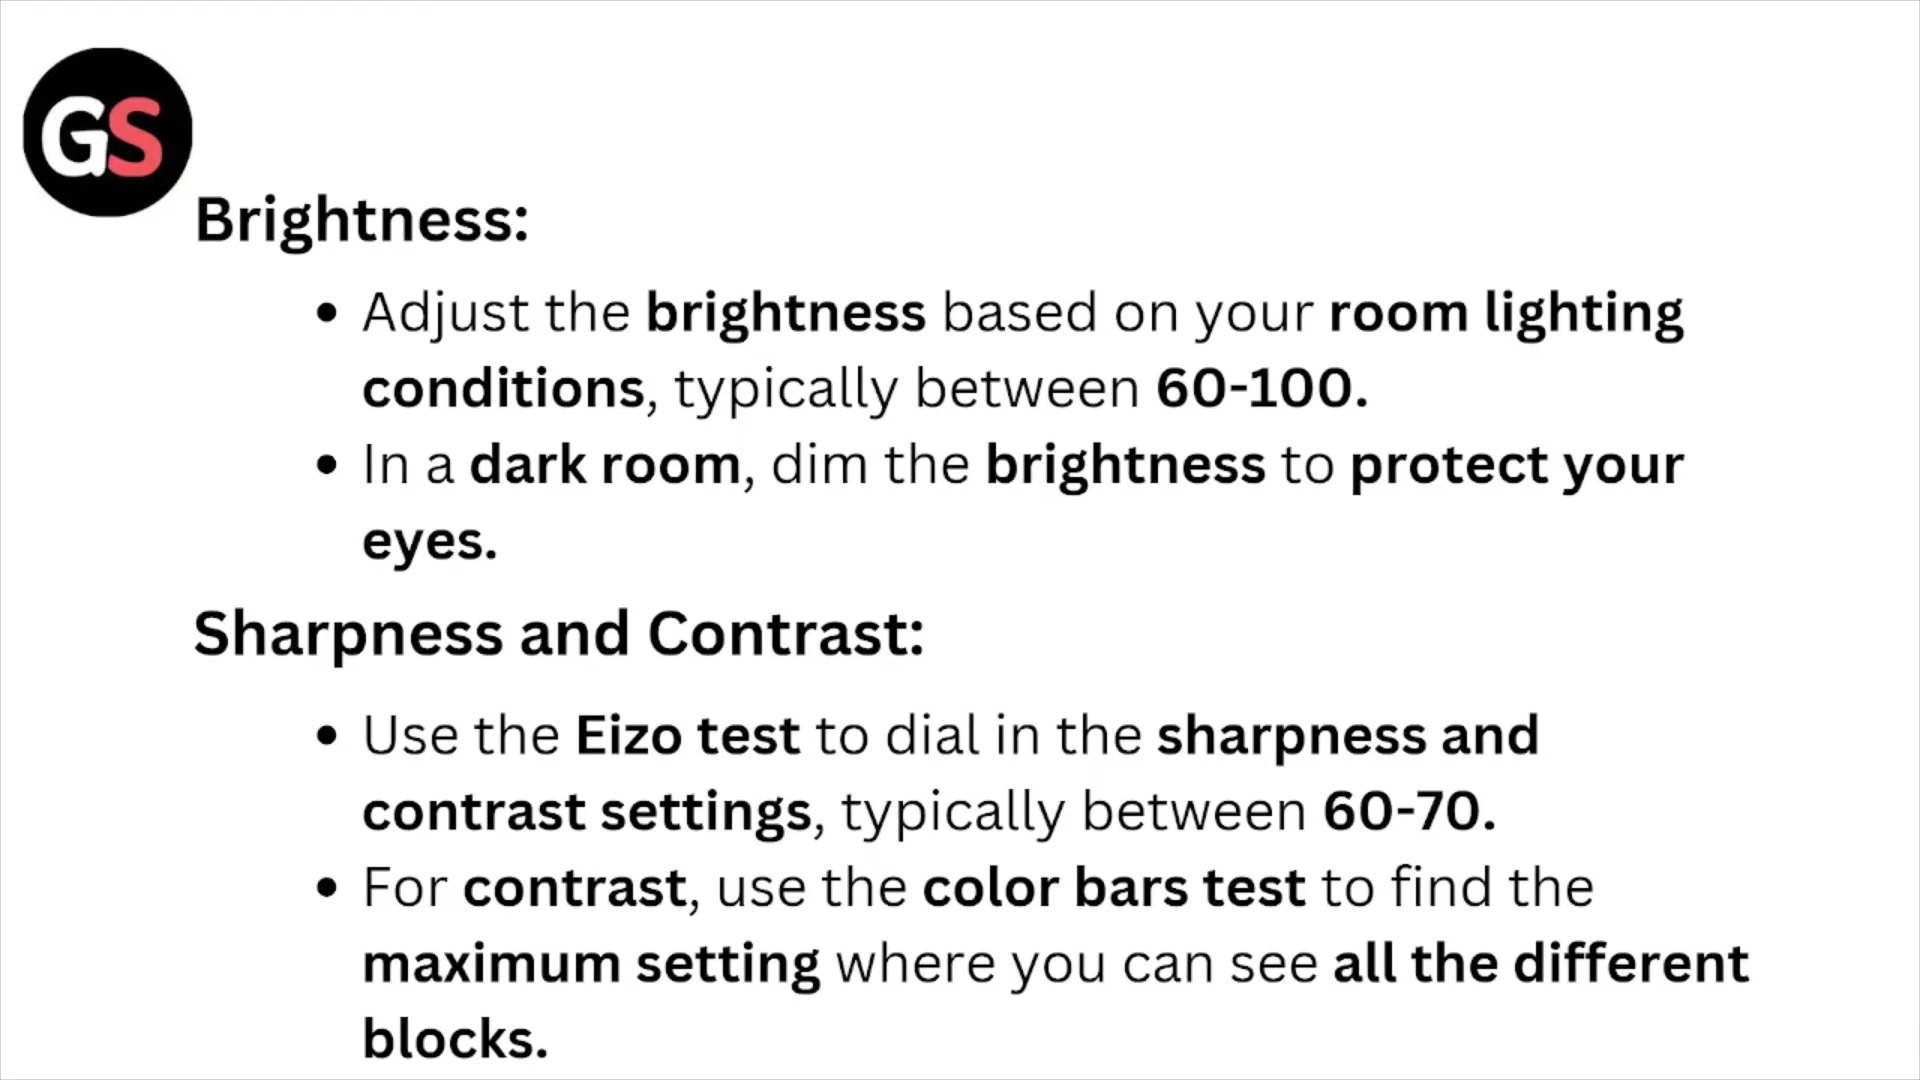 GS
Brightness:
• Adjust the brightness based on your room lighting
conditions, typically between 60-100.
• In a dark room, dim the brightness to protect your
eyes.
Sharpness and Contrast:
• Use the Eizo test to dial in the sharpness and
contrast settings, typically between 60-70.
• For contrast, use the color bars test to find the
maximum setting where you can see all the different
blocks.